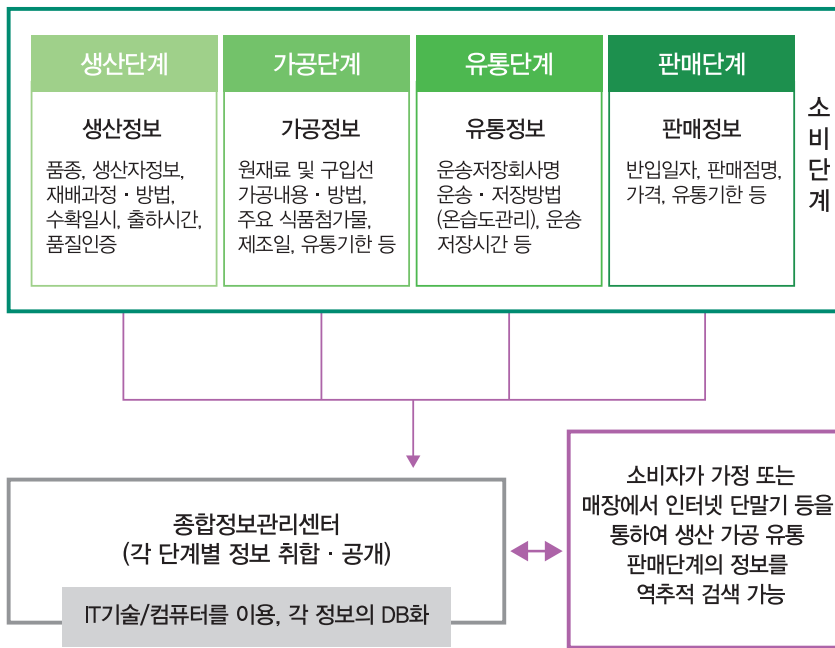 생산단계
생산정보
품종, 생산자정보,
재배과정 · 방법,
수확일시, 출하시간,
품질인증
가공단계
가공정보
원재료 및 구입선
가공내용 · 방법,
주요 식품첨가물,
제조일, 유통기한 등
유통단계
유통정보
운송저장회사명
운송 · 저장방법
(온습도관리), 운송
저장시간 등
판매단계
판매정보
반입일자, 판매점명,
가격, 유통기한 등
소
비
단
계
종합정보관리센터
(각 단계별 정보 취합 · 공개)
IT기술/컴퓨터를 이용, 각 정보의 DB화
소비자가 가정 또는
매장에서 인터넷 단말기 등을
통하여 생산 가공 유통
판매단계의 정보를
역추적 검색 가능